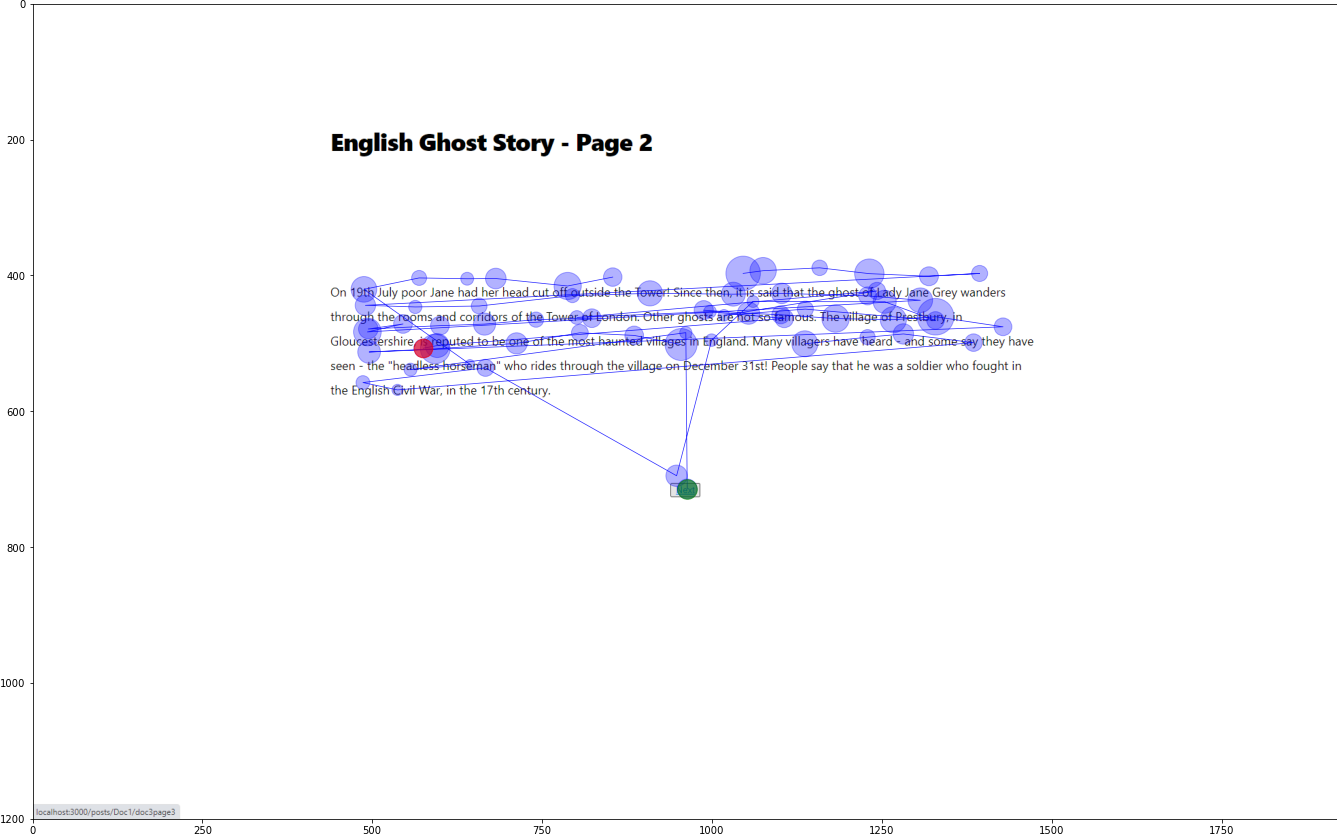 English Ghost Story - Page 2
On 19th July poor Jane had her head cut off outside the Tower! Since then, it is said that the ghost of Lady Jane Grey wanders
through the rooms and corridors of the Tower of London. Other ghosts are not so famous. The village of Prestbury, in
Gloucestershire, reputed to be one of the most haunted villages in England. Many villagers have heard - and some say they have
seen - the "headless horseman" who rides through the village on December 31st! People say that he was a soldier who fought in
the English Civil War, in the 17th century.
localhost:3000/posts/Doc1/doc3page3
0
200
400
600
800
1000
1200
0 250 500 750 1000 1250 1500 1750